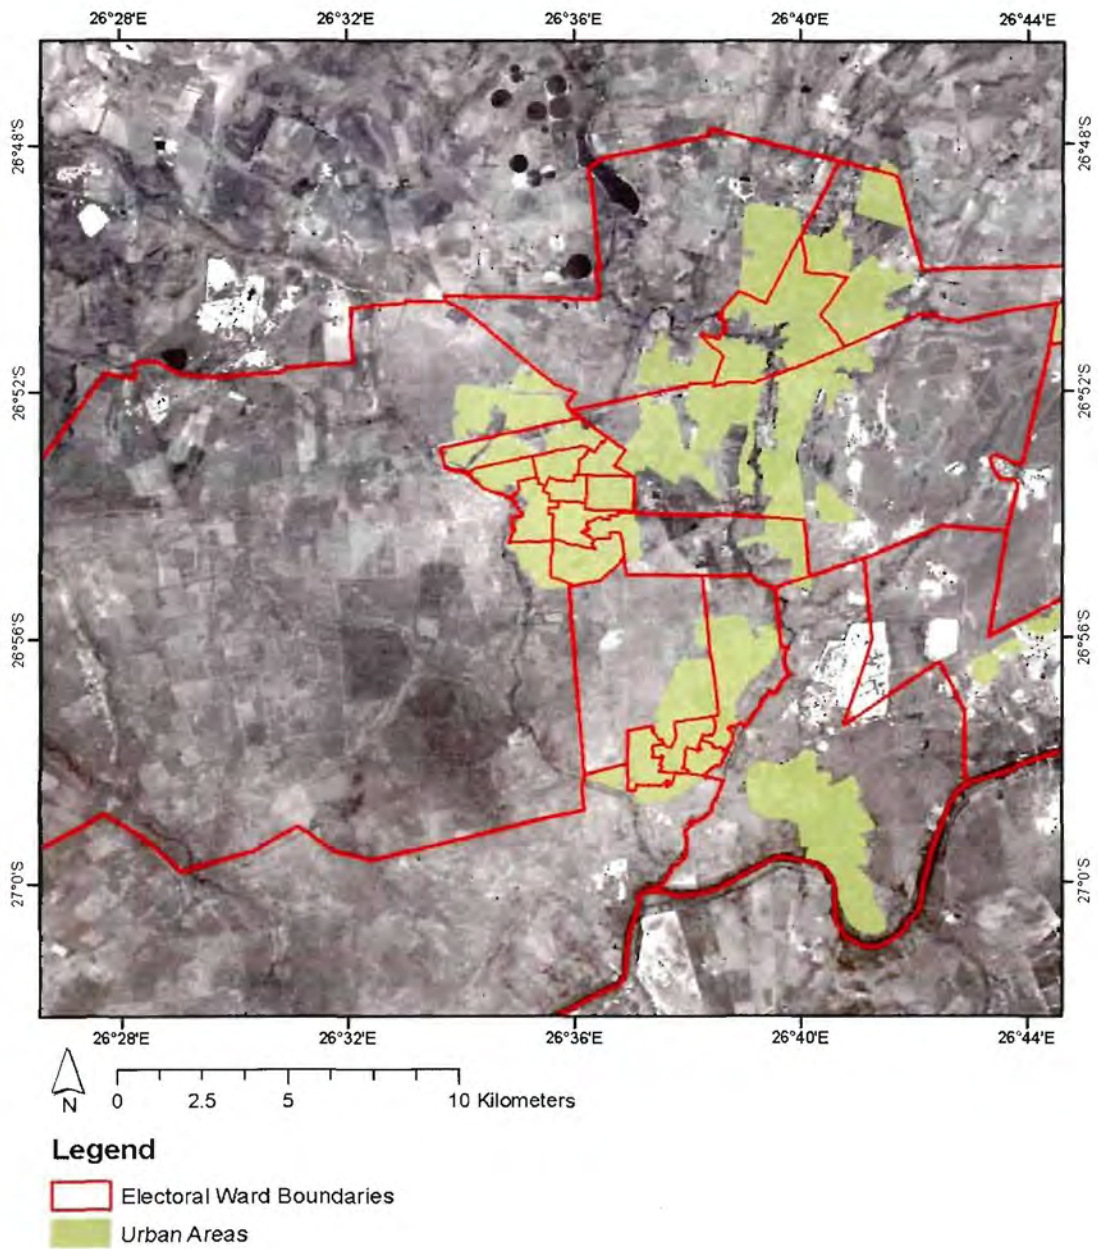 26°28'E 26°32'E 26°36'E 26°40'E 26°44'E
26°48'S 26°48'S
26°52'S 26°52'S
26°56'S 26°56'S
27°0'S 27°0'S
26°28'E 26°32'E 26°36'E 26°40'E 26°44'E
N 0 2.5 5 10 Kilometers
Legend
Electoral Ward Boundaries
Urban Areas